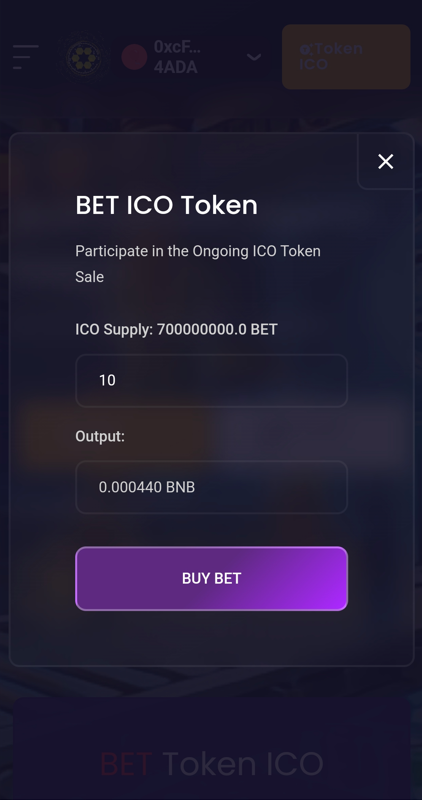 0xcF...
4ADA
Token
ICO
BET ICO Token
Participate in the Ongoing ICO Token
Sale
ICO Supply: 700000000.0 BET
10
Output:
0.000440 BNB
BUY BET
BET Token ICO